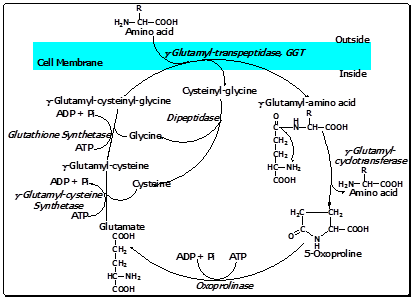 R
H₂N—CH—COOH
Amino acid
γ-Glutamyl-transpeptidase, GGT
Outside
Cell Membrane
Inside
Cysteinyl-glycine
γ-Glutamyl-cysteinyl-glycine
γ-Glutamyl-amino acid
ADP + Pi
Dipeptidase
Glutathione Synthetase
Glycine
ATP
O
H
R
C—N—CH—COOH
CH₂
CH₂
HC—NH₂
COOH
γ-Glutamyl-
cyclotransferase
R
H₂N—CH—COOH
Amino acid
γ-Glutamyl-cysteine
ADP + Pi
Cysteine
γ-Glutamyl-cysteine
Synthetase
ATP
H₂C—CH₂
C
CH—COOH
O
N
H
5-Oxoproline
Glutamate
COOH
CH₂
CH₂
HC—NH₂
COOH
ADP + Pi
ATP
Oxoprolinase